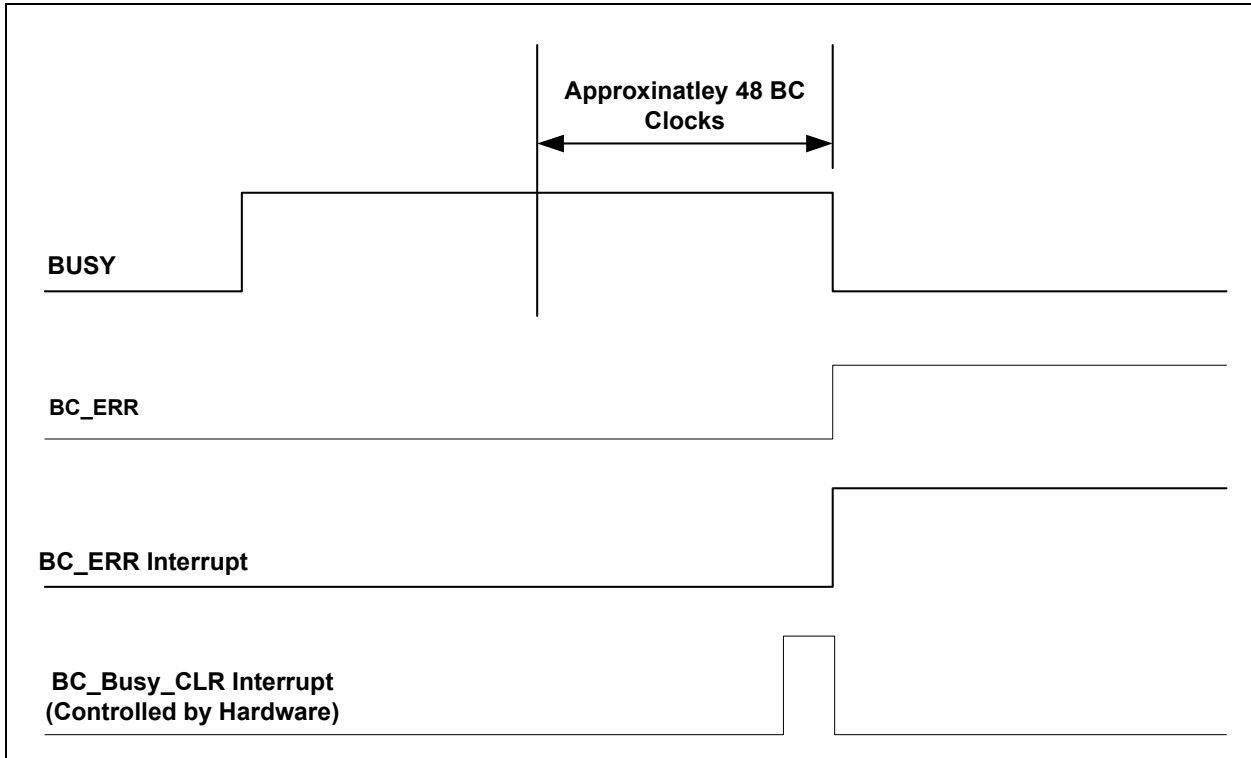 Approxinatley 48 BC
Clocks
BUSY
BC_ERR
BC_ERR Interrupt
BC_Busy_CLR Interrupt
(Controlled by Hardware)